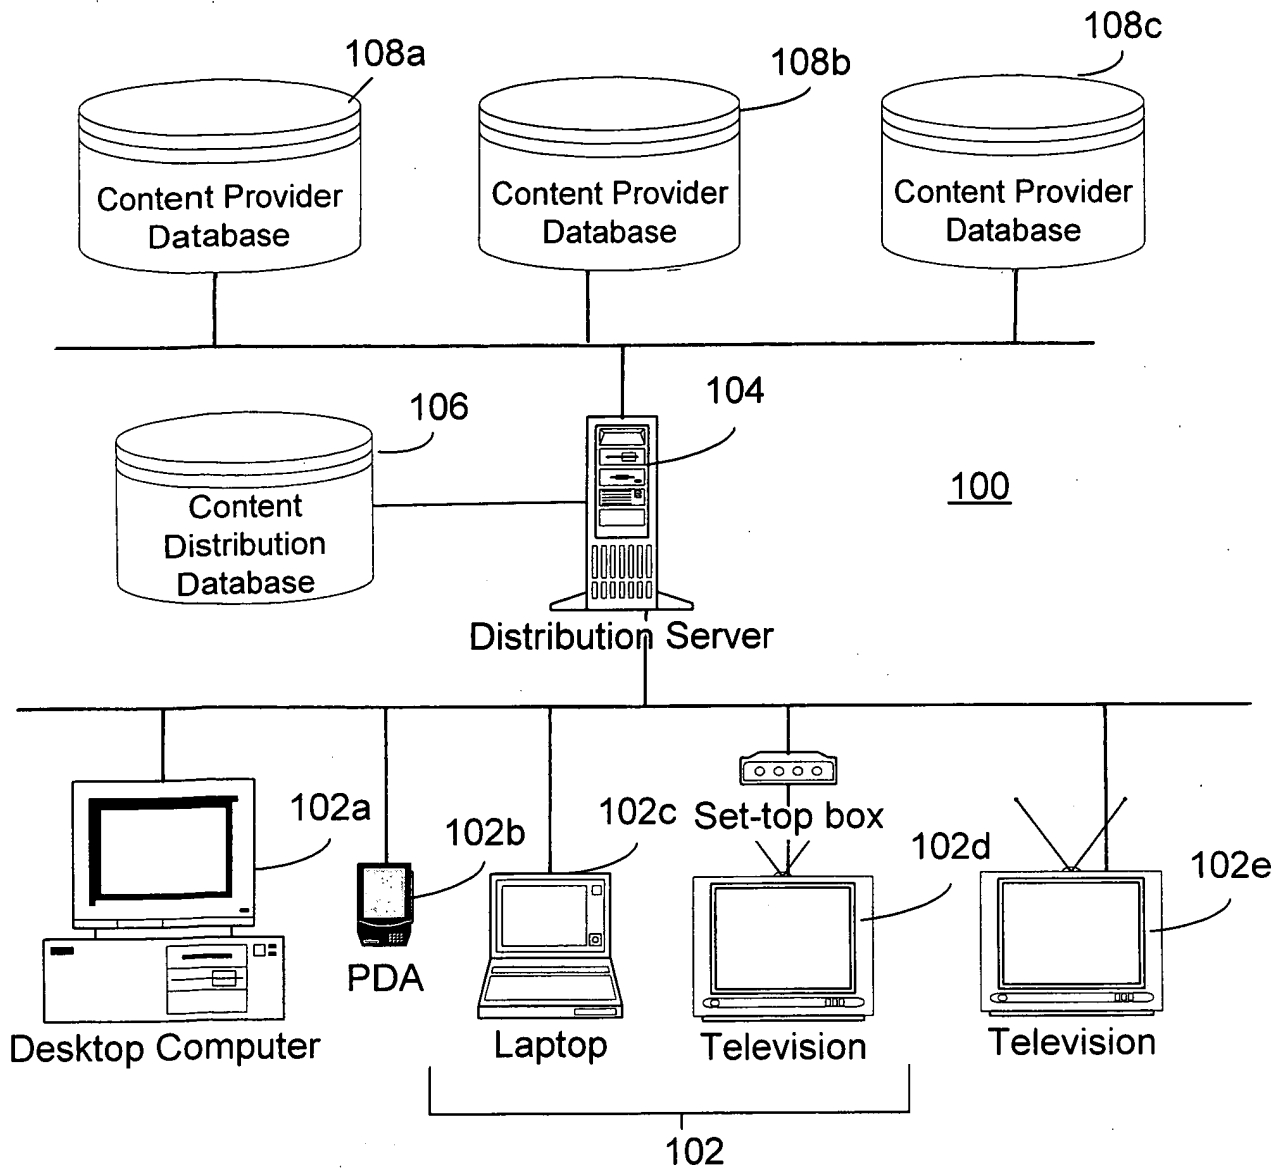 108a
108b
108c
Content Provider
Database
Content Provider
Database
Content Provider
Database
106
104
Content
Distribution
Database
100
Distribution Server
102a
102b
102c
Set-top box
102d
102e
PDA
Desktop Computer
Laptop
Television
Television
102